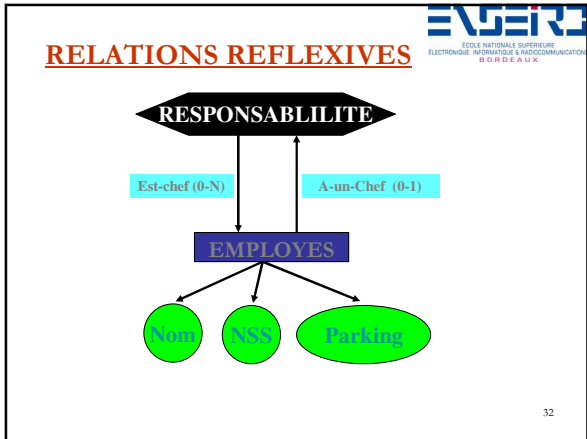 ENSEIRB
ÉCOLE NATIONALE SUPÉRIEURE
ÉLECTRONIQUE, INFORMATIQUE & RADIOCOMMUNICATIONS
BORDEAUX
RELATIONS REFLEXIVES
RESPONSABLILITE
Est-chef (0-N)
A-un-Chef (0-1)
EMPLOYES
Nom
NSS
Parking
32